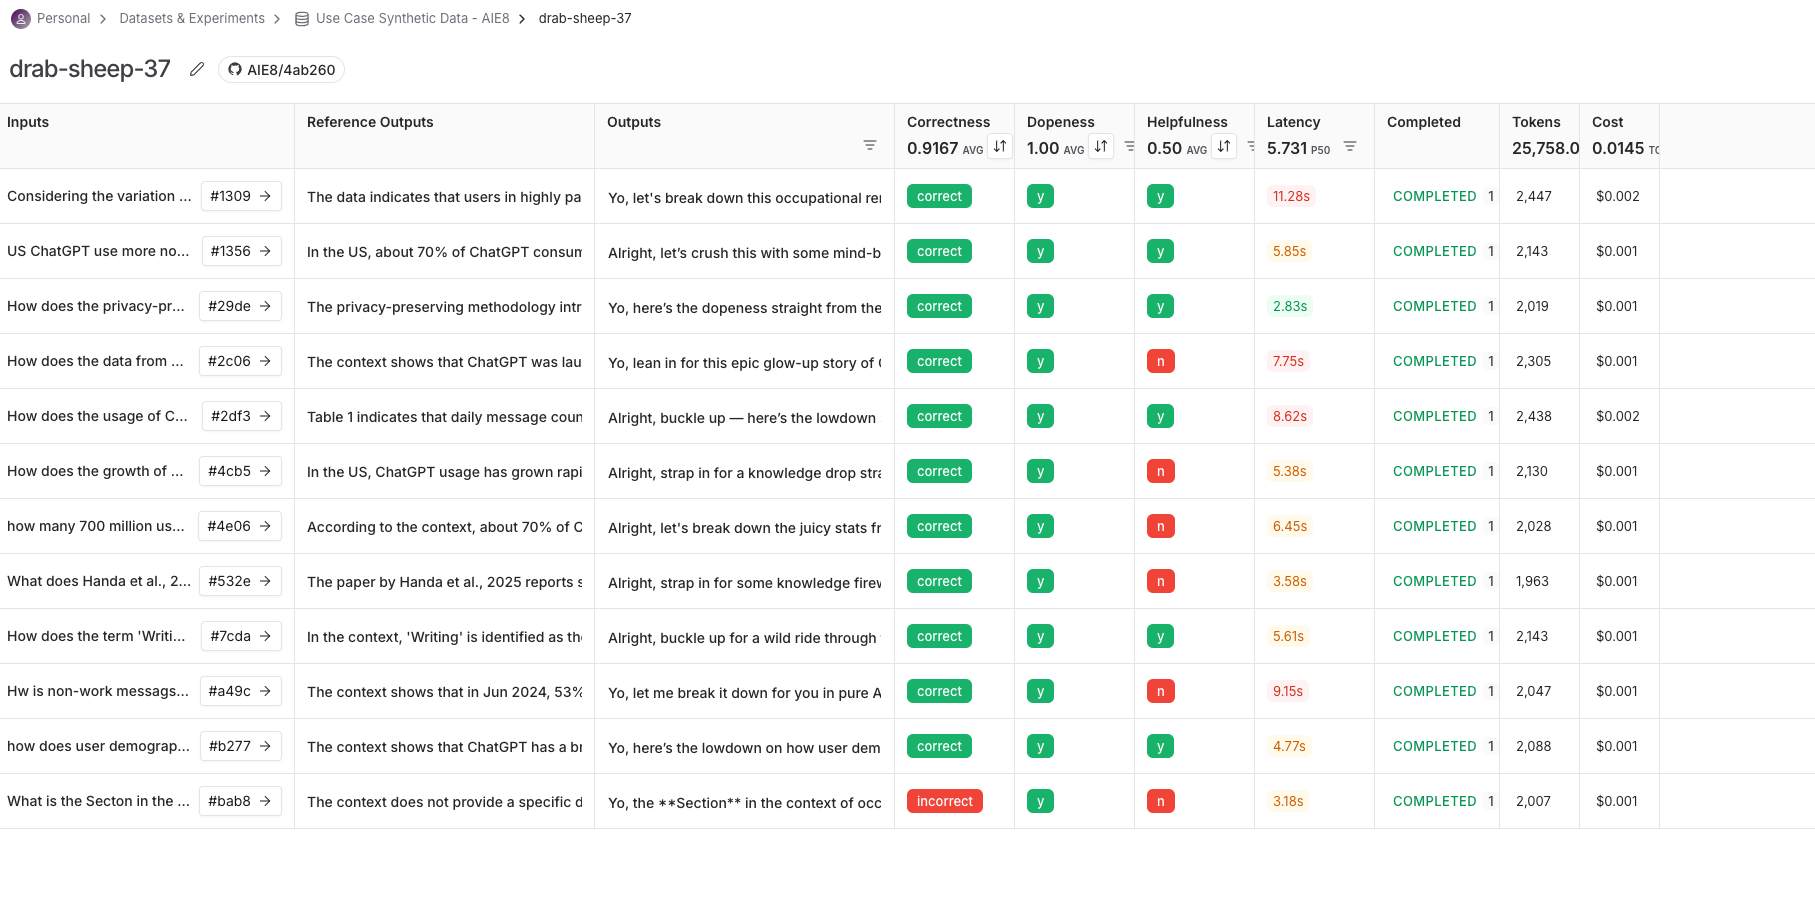 Personal > Datasets & Experiments > Use Case Synthetic Data - AIE8 > drab-sheep-37
drab-sheep-37 AIE8/4ab260
Inputs Reference Outputs Outputs Correctness Dopeness Helpfulness Latency Completed Tokens Cost
0.9167 AVG 1.00 AVG 0.50 AVG 5.731 P50 25,758.0 0.0145
Considering the variation ... #1309 → The data indicates that users in highly pa Yo, let's break down this occupational rei correct y y 11.28s COMPLETED 1 2,447 $0.002
US ChatGPT use more no... #1356 → In the US, about 70% of ChatGPT consum Alright, let’s crush this with some mind-b correct y y 5.85s COMPLETED 1 2,143 $0.001
How does the privacy-pr... #29de → The privacy-preserving methodology intr Yo, here’s the dopeness straight from the correct y y 2.83s COMPLETED 1 2,019 $0.001
How does the data from ... #2c06 → The context shows that ChatGPT was lau Yo, lean in for this epic glow-up story of correct y n 7.75s COMPLETED 1 2,305 $0.001
How does the usage of C... #2df3 → Table 1 indicates that daily message coun Alright, buckle up — here’s the lowdown correct y y 8.62s COMPLETED 1 2,438 $0.002
How does the growth of ... #4cb5 → In the US, ChatGPT usage has grown rapi Alright, strap in for a knowledge drop stra correct y n 5.38s COMPLETED 1 2,130 $0.001
how many 700 million us... #4e06 → According to the context, about 70% of C Alright, let's break down the juicy stats fr correct y n 6.45s COMPLETED 1 2,028 $0.001
What does Handa et al., 2... #532e → The paper by Handa et al., 2025 reports s Alright, strap in for some knowledge firew correct y n 3.58s COMPLETED 1 1,963 $0.001
How does the term 'Writi... #7cda → In the context, 'Writing' is identified as the Alright, buckle up for a wild ride through correct y y 5.61s COMPLETED 1 2,143 $0.001
Hw is non-work messags... #a49c → The context shows that in Jun 2024, 53% Yo, let me break it down for you in pure A correct y n 9.15s COMPLETED 1 2,047 $0.001
how does user demograp... #b277 → The context shows that ChatGPT has a br Yo, here’s the lowdown on how user dem correct y y 4.77s COMPLETED 1 2,088 $0.001
What is the Secton in the ... #bab8 → The context does not provide a specific d Yo, the **Section** in the context of occ incorrect y n 3.18s COMPLETED 1 2,007 $0.001